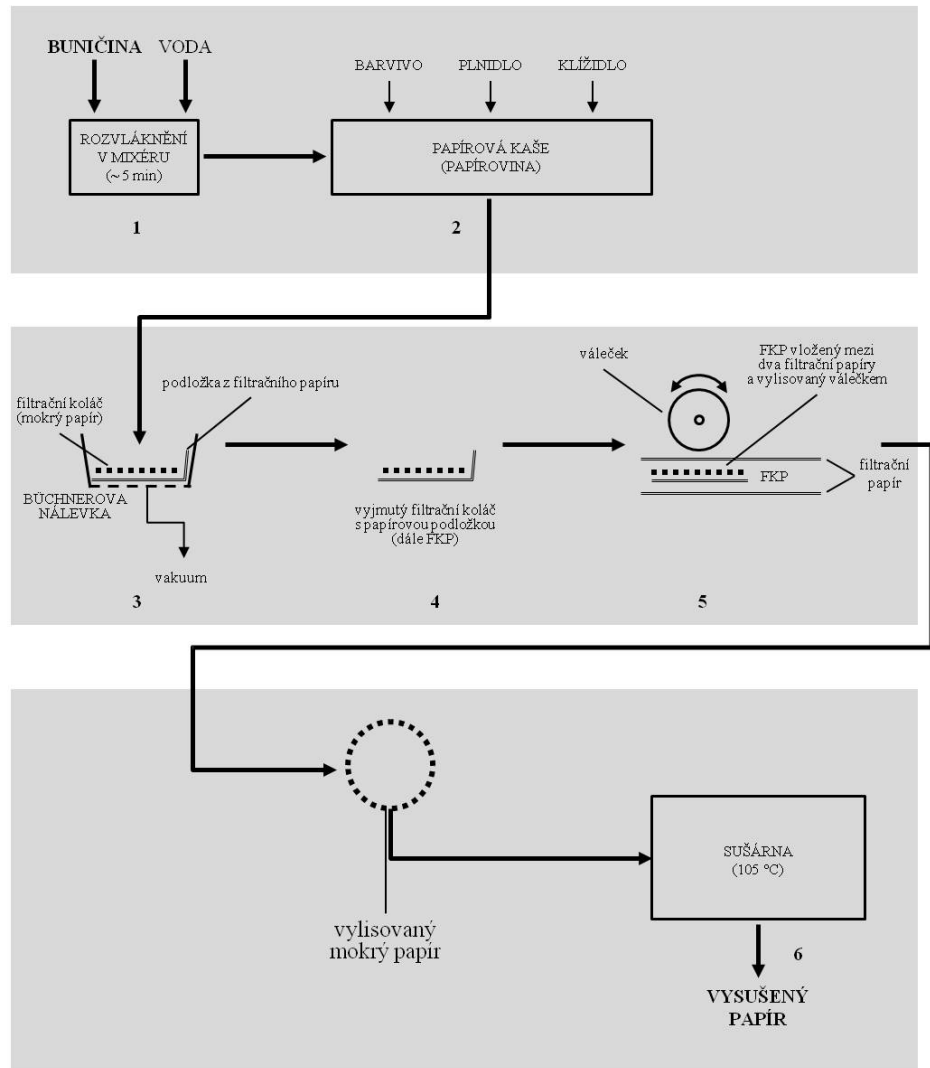 BUNIČINA VODA
BARVIVO PLNIDLO KLÍŽIDLO
ROZVLÁKNĚNÍ
V MIXÉRU
(~5 min)
PAPÍROVÁ KAŠE
(PAPÍROVINA)
1
2
filtrační koláč
(mokrý papír)
podložka z filtračního papíru
BÜCHNEROVA
NÁLEVKA
vakuum
3
vyjmutý filtrační koláč
s papírovou podložkou
(dále FKP)
4
váleček
FKP vložený mezi
dva filtrační papíry
a vylisovaný válečkem
FKP
filtrační
papír
5
vylisovaný
mokrý papír
SUŠÁRNA
(105 °C)
6
VYSUŠENÝ
PAPÍR